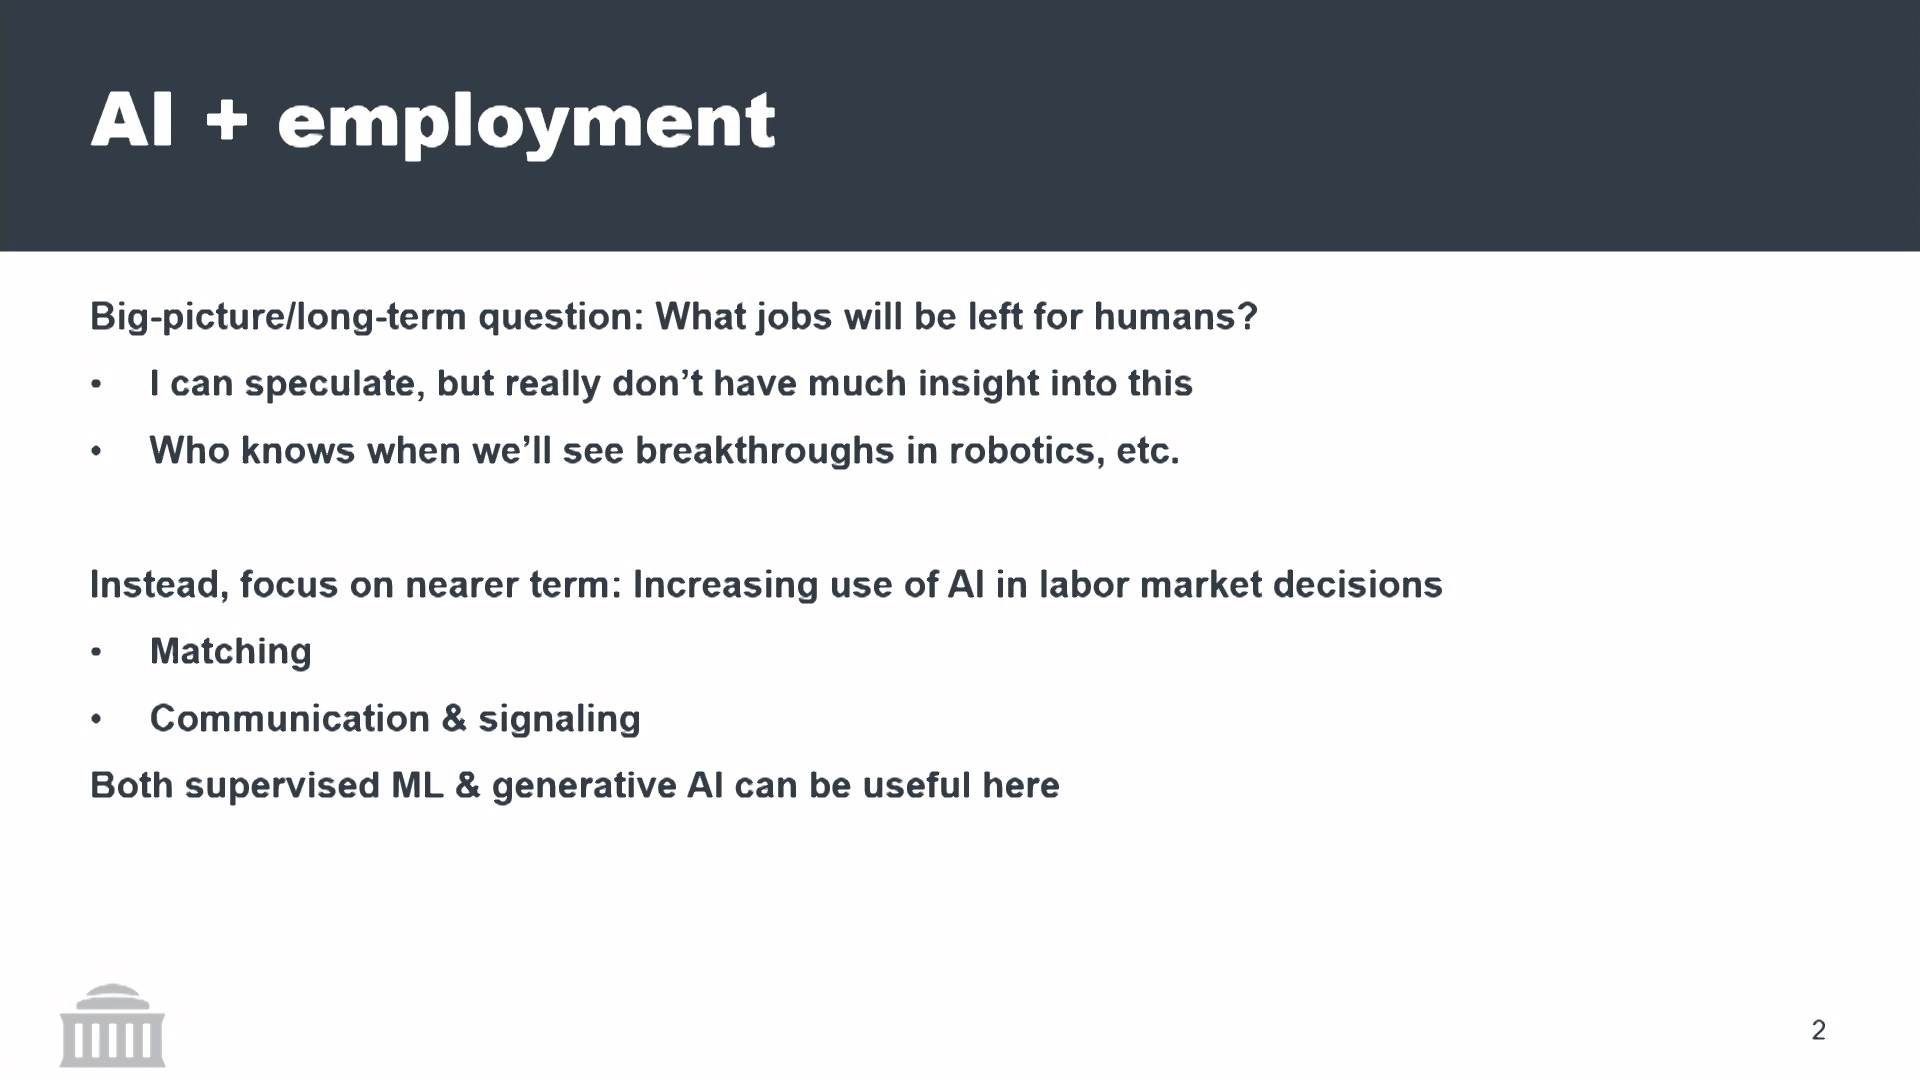 AI + employment
Big-picture/long-term question: What jobs will be left for humans?
• I can speculate, but really don’t have much insight into this
• Who knows when we’ll see breakthroughs in robotics, etc.
Instead, focus on nearer term: Increasing use of AI in labor market decisions
• Matching
• Communication & signaling
Both supervised ML & generative AI can be useful here
2